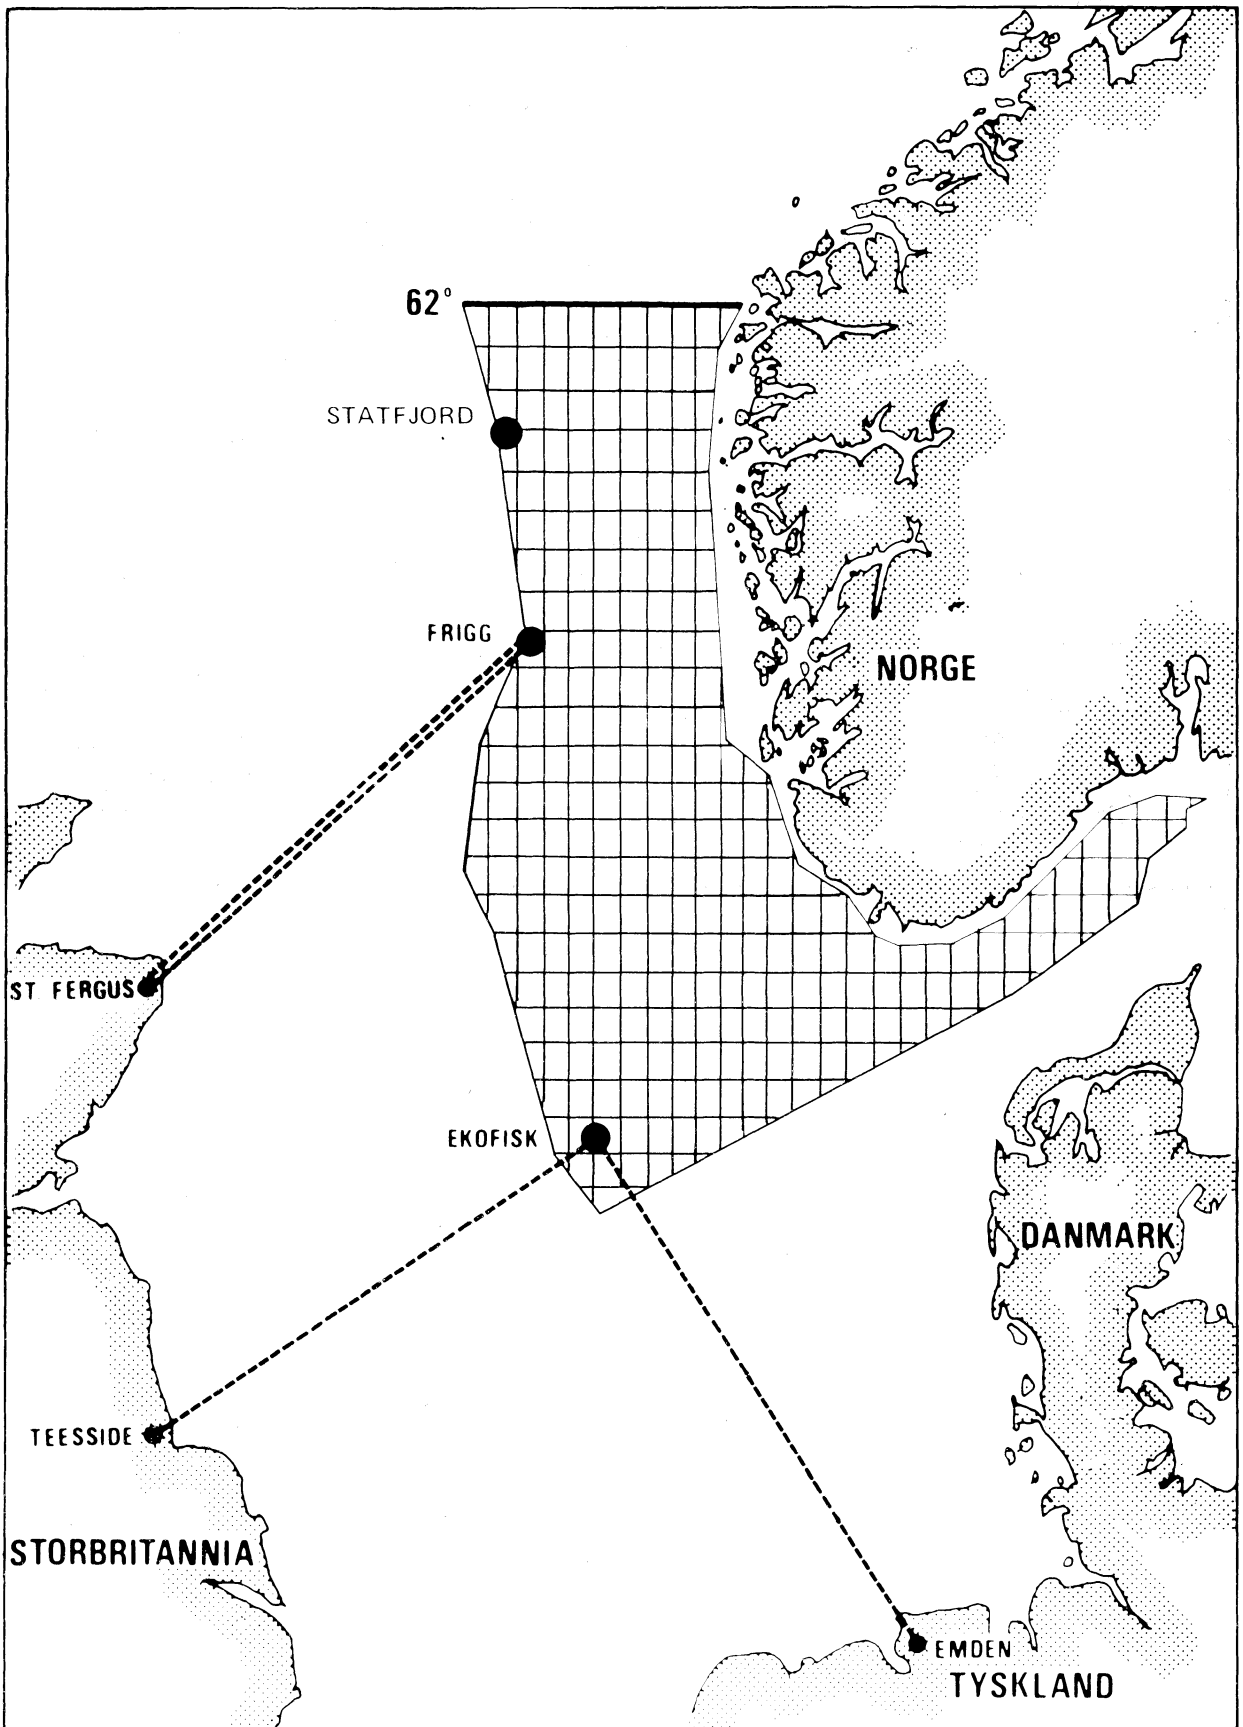 62°
STATFJORD
FRIGG
NORGE
ST FERGUS
EKOFISK
DANMARK
TEESSIDE
STORBRITANNIA
EMDEN
TYSKLAND